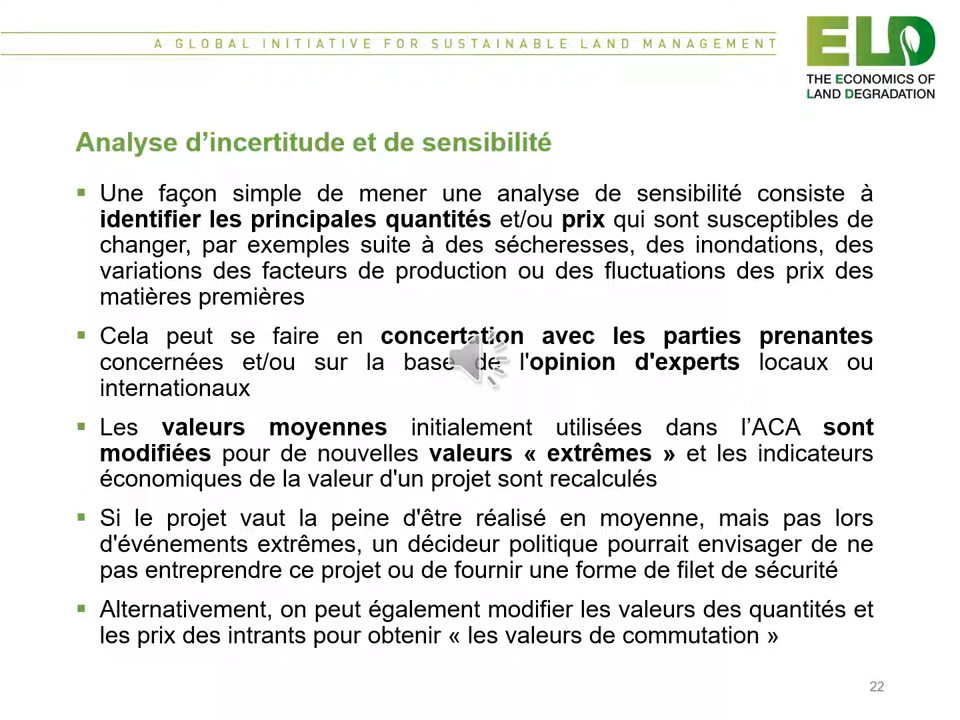 A GLOBAL INITIATIVE FOR SUSTAINABLE LAND MANAGEMENT
ELD
THE ECONOMICS OF
LAND DEGRADATION
Analyse d’incertitude et de sensibilité
▪ Une façon simple de mener une analyse de sensibilité consiste à
identifier les principales quantités et/ou prix qui sont susceptibles de
changer, par exemples suite à des sécheresses, des inondations, des
variations des facteurs de production ou des fluctuations des prix des
matières premières
▪ Cela peut se faire en concertation avec les parties prenantes
concernées et/ou sur la base de l'opinion d'experts locaux ou
internationaux
▪ Les valeurs moyennes initialement utilisées dans l’ACA sont
modifiées pour de nouvelles valeurs « extrêmes » et les indicateurs
économiques de la valeur d'un projet sont recalculés
▪ Si le projet vaut la peine d'être réalisé en moyenne, mais pas lors
d'événements extrêmes, un décideur politique pourrait envisager de ne
pas entreprendre ce projet ou de fournir une forme de filet de sécurité
▪ Alternativement, on peut également modifier les valeurs des quantités et
les prix des intrants pour obtenir « les valeurs de commutation »
22